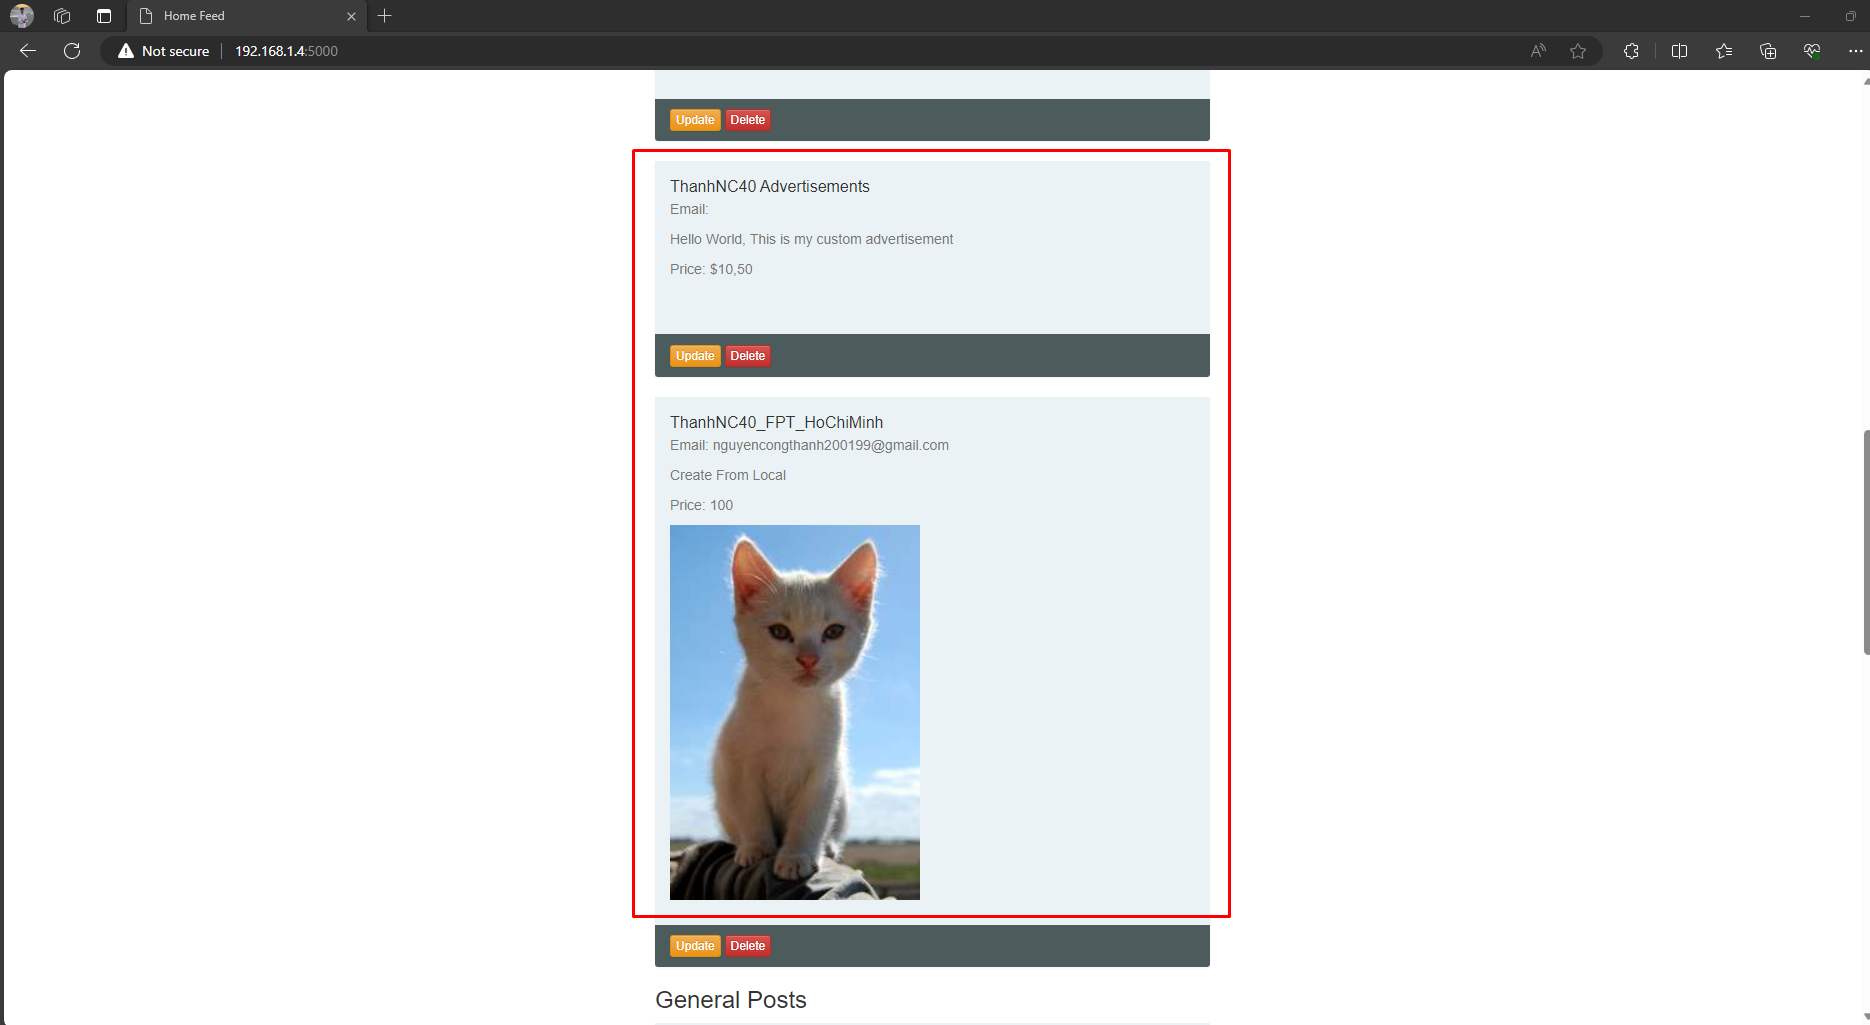 Home Feed
Not secure
192.168.1.4:5000
Update Delete
ThanhNC40 Advertisements
Email:
Hello World, This is my custom advertisement
Price: $10,50
Update Delete
ThanhNC40_FPT_HoChiMinh
Email: nguyencongthanh200199@gmail.com
Create From Local
Price: 100
Update Delete
General Posts